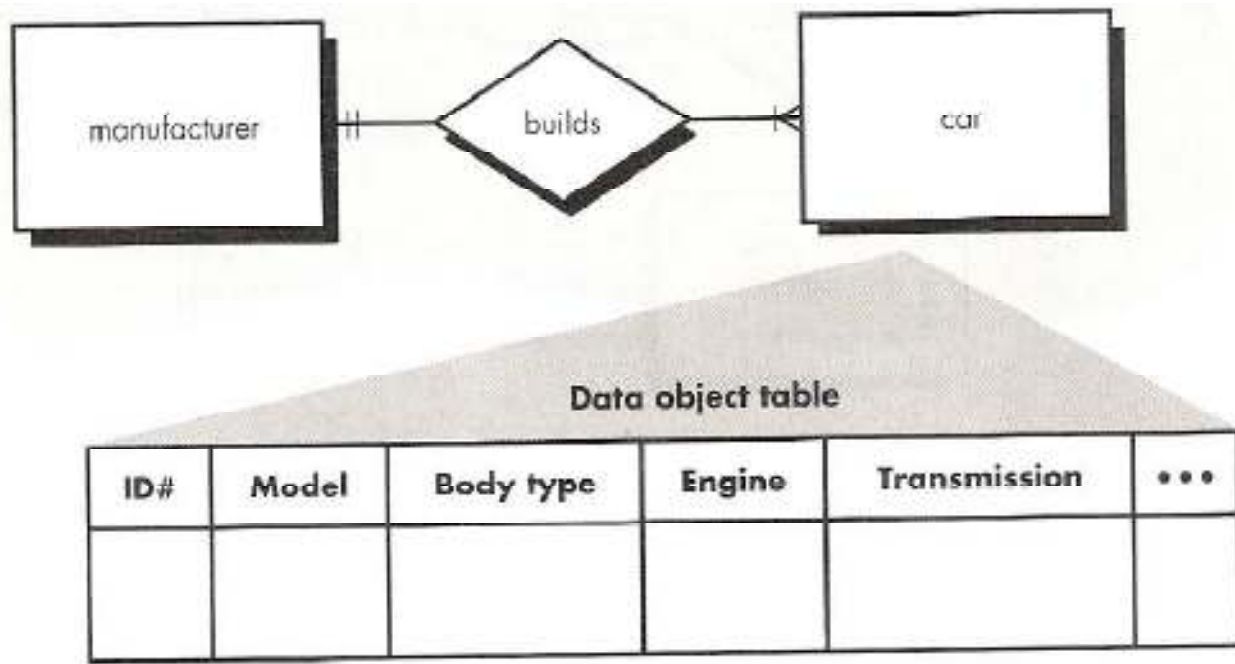 manufacturer
builds
car
Data object table
ID# Model Body type Engine Transmission •••